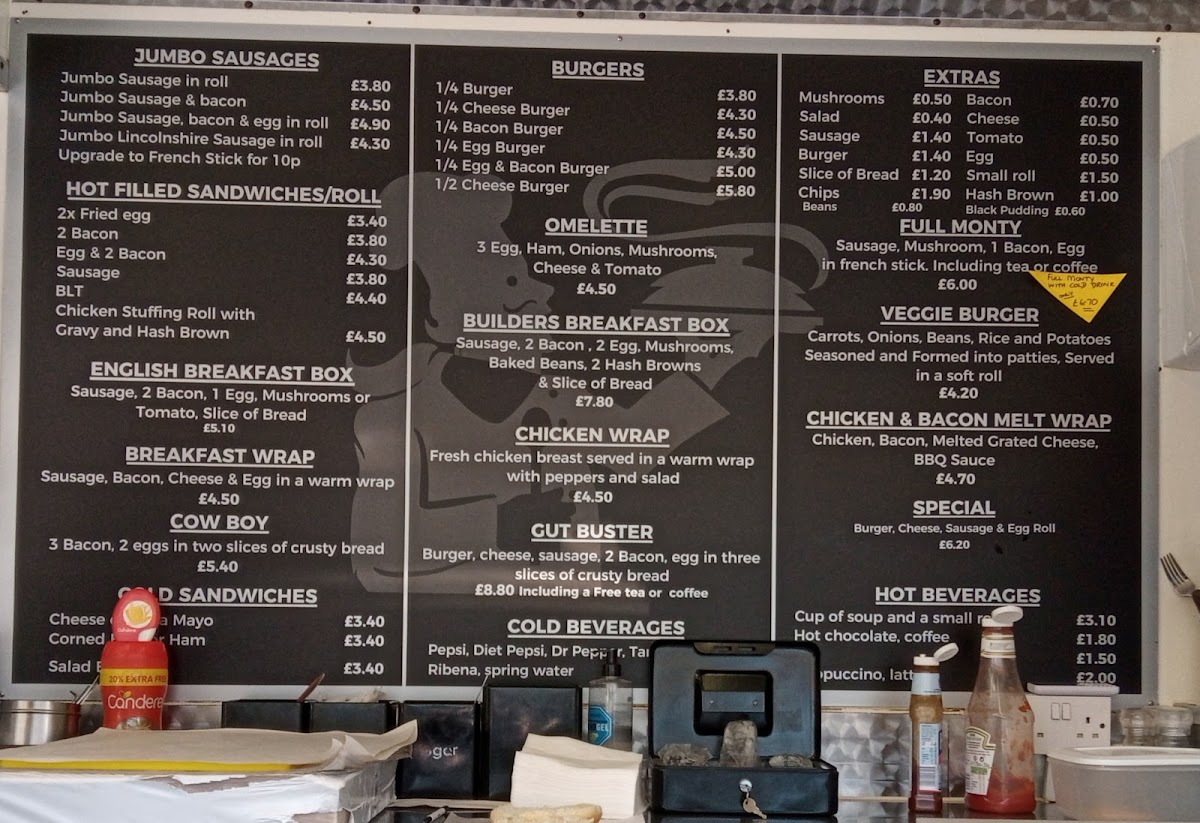 JUMBO SAUSAGES
Jumbo Sausage in roll £3.80
Jumbo Sausage & bacon £4.50
Jumbo Sausage, bacon & egg in roll £4.90
Jumbo Lincolnshire Sausage in roll £4.30
Upgrade to French Stick for 10p
HOT FILLED SANDWICHES/ROLL
2x Fried egg £3.40
2 Bacon £3.80
Egg & 2 Bacon £4.30
Sausage £3.80
BLT £4.40
Chicken Stuffing Roll with
Gravy and Hash Brown £4.50
ENGLISH BREAKFAST BOX
Sausage, 2 Bacon, 1 Egg, Mushrooms or
Tomato, Slice of Bread
£5.10
BREAKFAST WRAP
Sausage, Bacon, Cheese & Egg in a warm wrap
£4.50
COW BOY
3 Bacon, 2 eggs in two slices of crusty bread
£5.40
SANDWICHES
Cheese Mayo £3.40
Corned Ham £3.40
Salad £3.40
BURGERS
1/4 Burger £3.80
1/4 Cheese Burger £4.30
1/4 Bacon Burger £4.50
1/4 Egg Burger £4.30
1/4 Egg & Bacon Burger £5.00
1/2 Cheese Burger £5.80
OMELETTE
3 Egg, Ham, Onions, Mushrooms,
Cheese & Tomato
£4.50
BUILDERS BREAKFAST BOX
Sausage, 2 Bacon , 2 Egg, Mushrooms,
Baked Beans, 2 Hash Browns
& Slice of Bread
£7.80
CHICKEN WRAP
Fresh chicken breast served in a warm wrap
with peppers and salad
£4.50
GUT BUSTER
Burger, cheese, sausage, 2 Bacon, egg in three
slices of crusty bread
£8.80 Including a Free tea or coffee
COLD BEVERAGES
Pepsi, Diet Pepsi, Dr Pepper,
Ribena, spring water
EXTRAS
Mushrooms £0.50 Bacon £0.70
Salad £0.40 Cheese £0.50
Sausage £1.40 Tomato £0.50
Burger £1.40 Egg £0.50
Slice of Bread £1.20 Small roll £1.50
Chips £1.90 Hash Brown £1.00
Beans £0.80 Black Pudding £0.60
FULL MONTY
Sausage, Mushroom, 1 Bacon, Egg
in french stick. Including tea or coffee
£6.00
FULL MONTY
WITH COLD DRINK
£6.70
VEGGIE BURGER
Carrots, Onions, Beans, Rice and Potatoes
Seasoned and Formed into patties, Served
in a soft roll
£4.20
CHICKEN & BACON MELT WRAP
Chicken, Bacon, Melted Grated Cheese,
BBQ Sauce
£4.70
SPECIAL
Burger, Cheese, Sausage & Egg Roll
£6.20
HOT BEVERAGES
Cup of soup and a small £3.10
Hot chocolate, coffee £1.80
£1.50
£2.00
20% EXTRA FREE
Candere
GEL